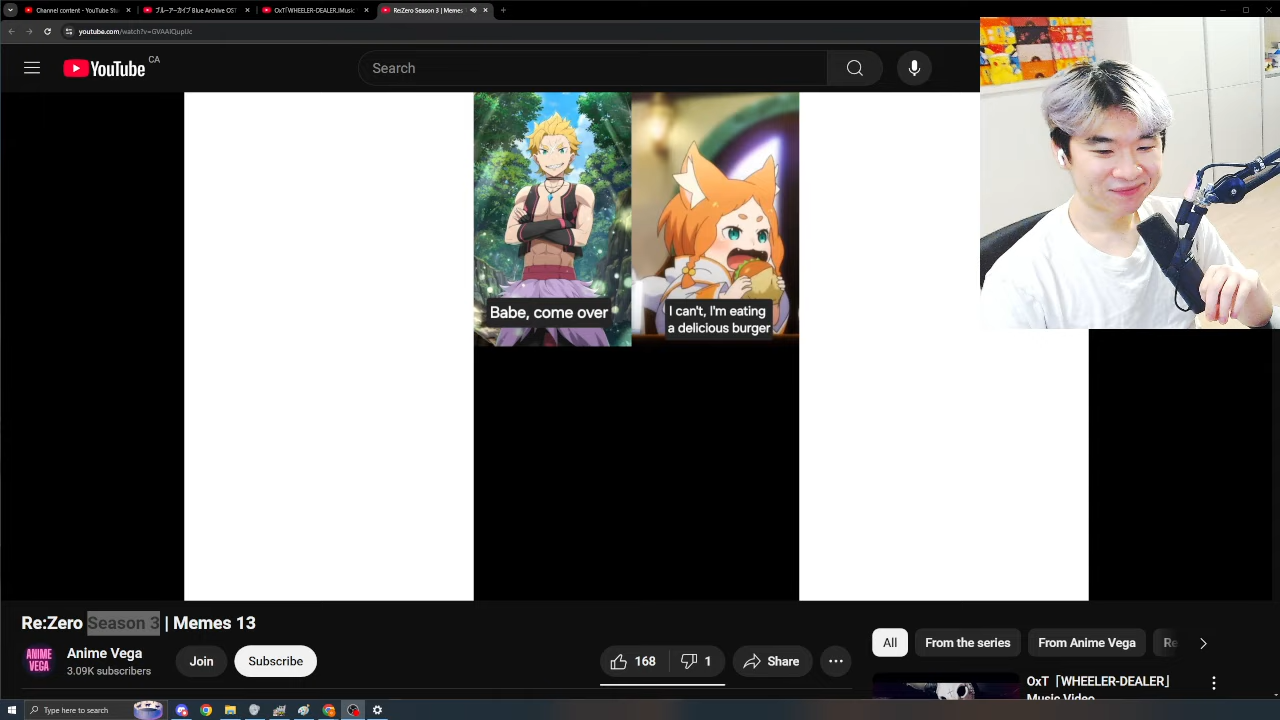 Channel content - YouTube Stu
ブルーアーカイブ Blue Archive OST
OxT「WHEELER-DEALER」Music
Re:Zero Season 3 | Memes
youtube.com/watch?v=GVAAICjupUc
YouTube CA
Search
Babe, come over
I can't, I'm eating
a delicious burger
Re:Zero Season 3 | Memes 13
ANIME
VEGA
Anime Vega
3.09K subscribers
Join
Subscribe
168
1
Share
All
From the series
From Anime Vega
Re
OxT「WHEELER-DEALER」
Music Video
Type here to search